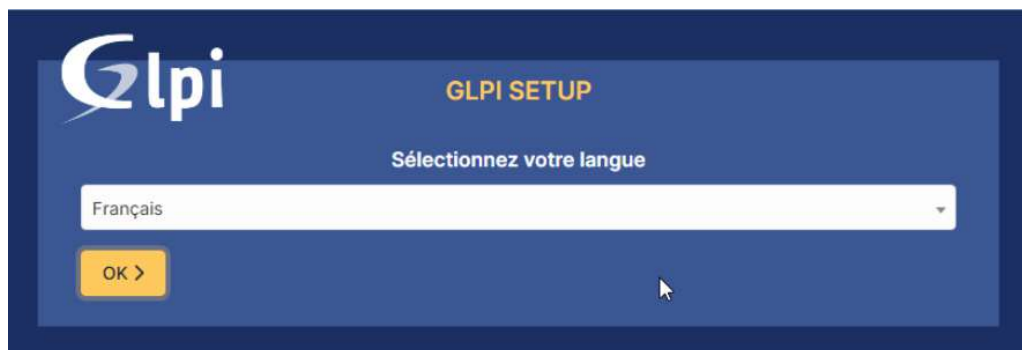 Glpi
GLPI SETUP
Sélectionnez votre langue
Français
OK >